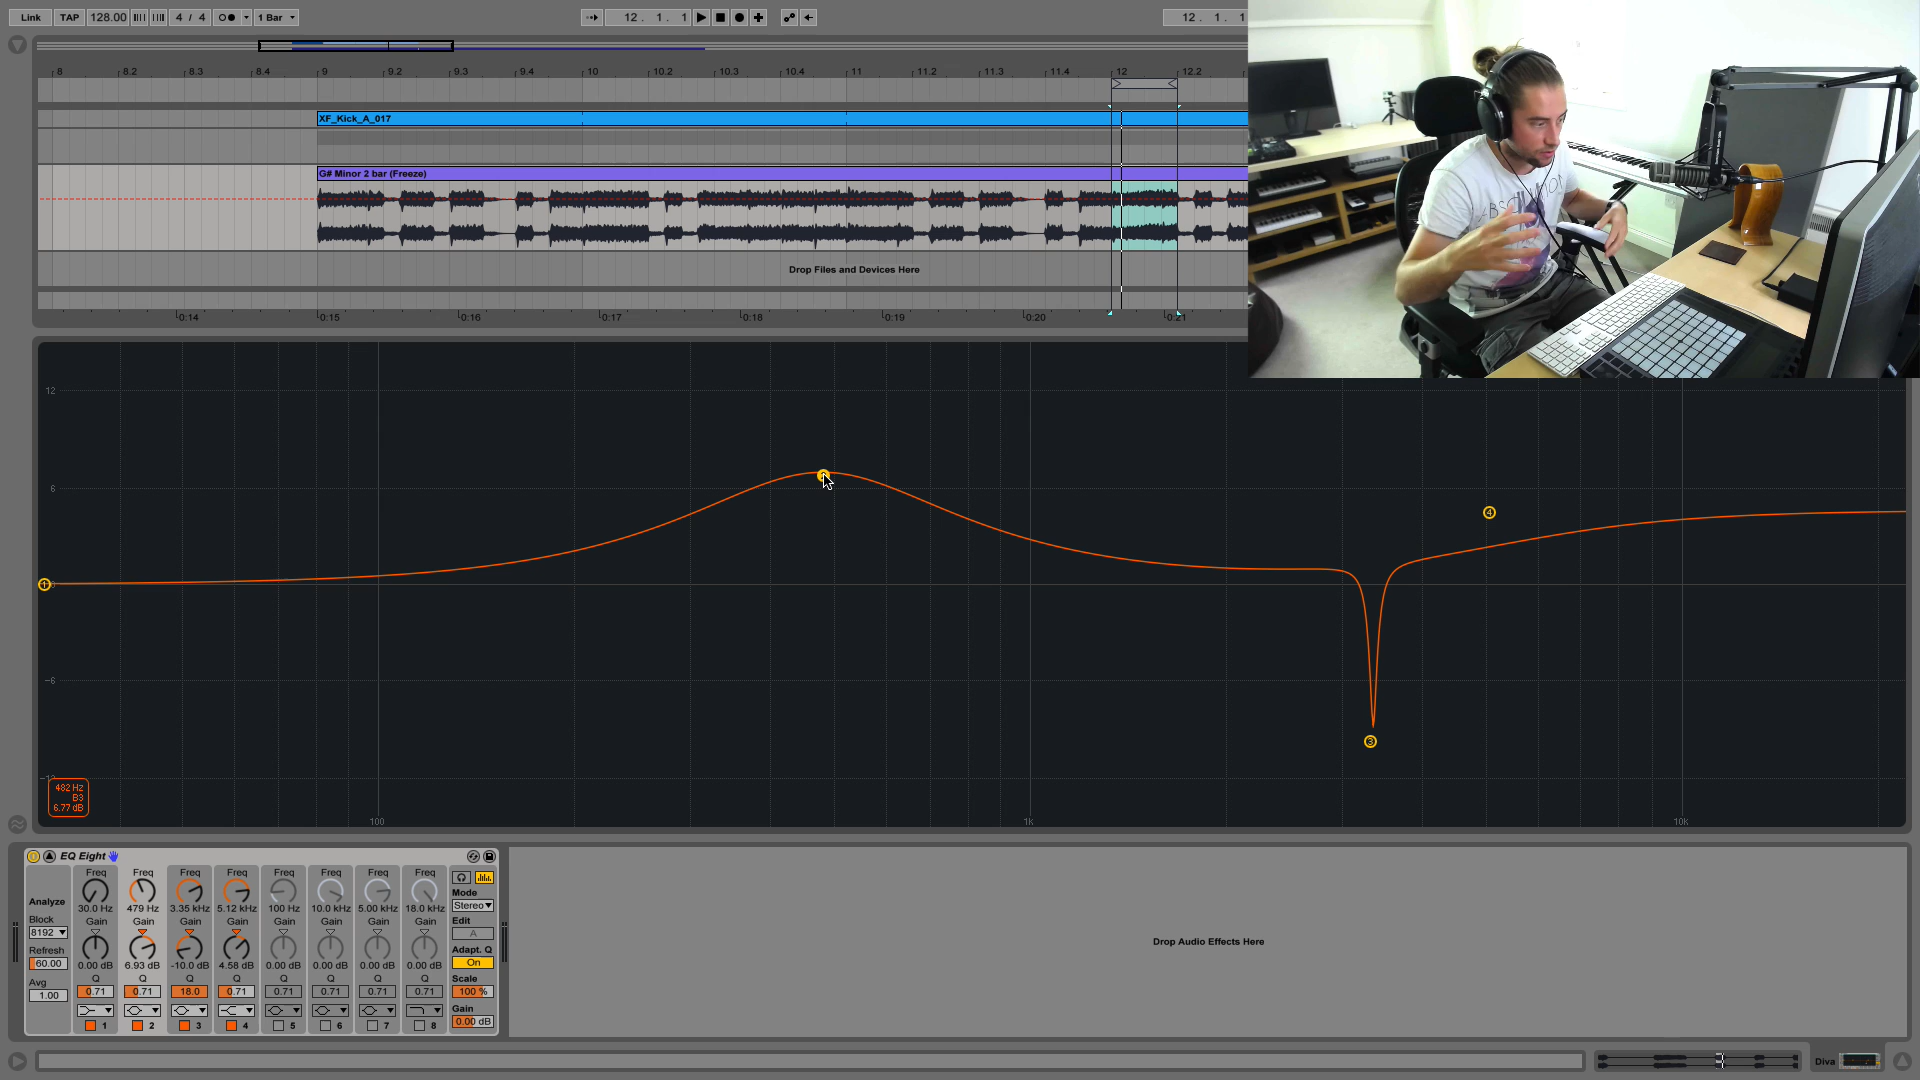 Link TAP 128.00 4 / 4 1 Bar 12. 1. 1 12. 1. 1
8 8.2 8.3 8.4 9 9.2 9.3 9.4 10 10.2 10.3 10.4 11 11.2 11.3 11.4 12 12.2
XF_Kick_A_017
G# Minor 2 bar (Freeze)
Drop Files and Devices Here
0:14 0:15 0:16 0:17 0:18 0:19 0:20 0:21
12
6
4
1 0
-6
3
-12
482 Hz
B3
6.77 dB
100 1k 10k
EQ Eight
Analyze
Block
8192
Refresh
60.00
Avg
1.00
Freq Freq Freq Freq Freq Freq Freq Freq
30.0 Hz 479 Hz 3.35 kHz 5.12 kHz 100 Hz 10.0 kHz 5.00 kHz 18.0 kHz
Gain Gain Gain Gain Gain Gain Gain Gain
0.00 dB 6.93 dB -10.0 dB 4.58 dB 0.00 dB 0.00 dB 0.00 dB 0.00 dB
Q Q Q Q Q Q Q Q
0.71 0.71 18.0 0.71 0.71 0.71 0.71 0.71
1 2 3 4 5 6 7 8
Mode
Stereo
Edit
A
Adapt. Q
On
Scale
100 %
Gain
0.00 dB
Drop Audio Effects Here
Diva